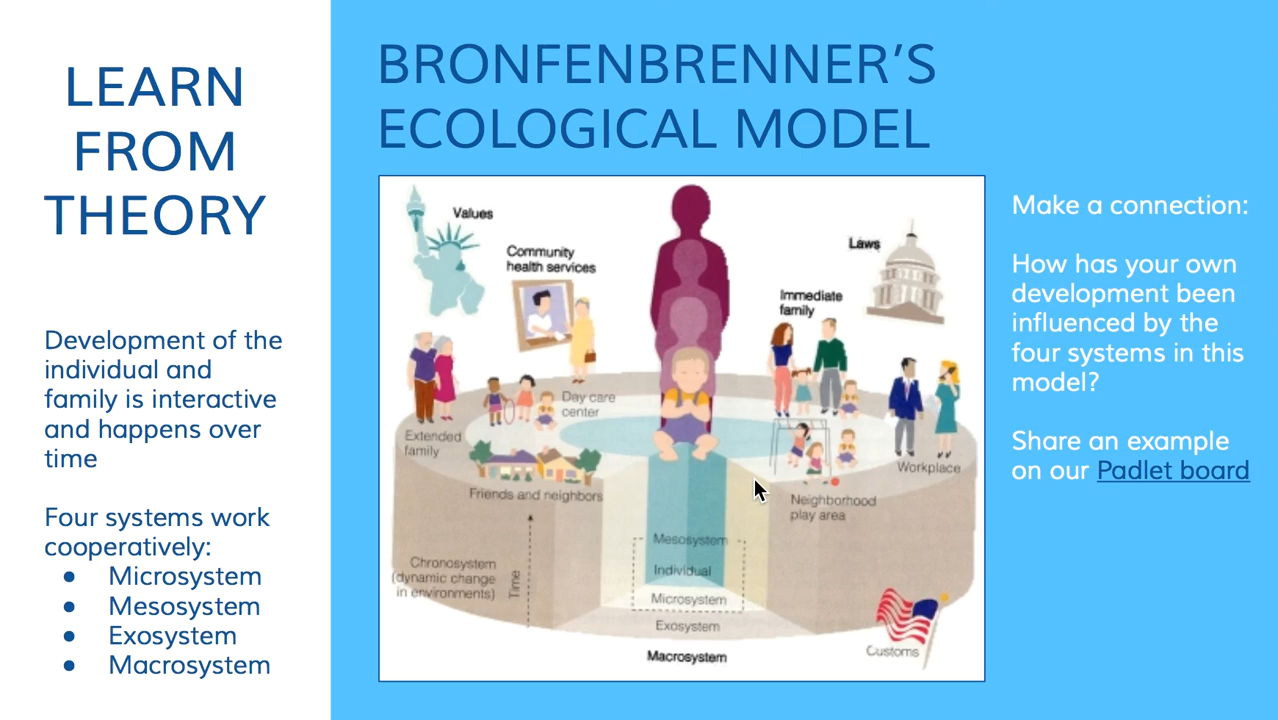 LEARN
FROM
THEORY
Development of the
individual and
family is interactive
and happens over
time
Four systems work
cooperatively:
● Microsystem
● Mesosystem
● Exosystem
● Macrosystem
BRONFENBRENNER’S
ECOLOGICAL MODEL
Values
Community
health services
Laws
Immediate
family
Day care
center
Extended
family
Workplace
Friends and neighbors
Neighborhood
play area
Mesosystem
Chronosystem
(dynamic change
in environments)
Time
Individual
Microsystem
Exosystem
Customs
Macrosystem
Make a connection:
How has your own
development been
influenced by the
four systems in this
model?
Share an example
on our Padlet board